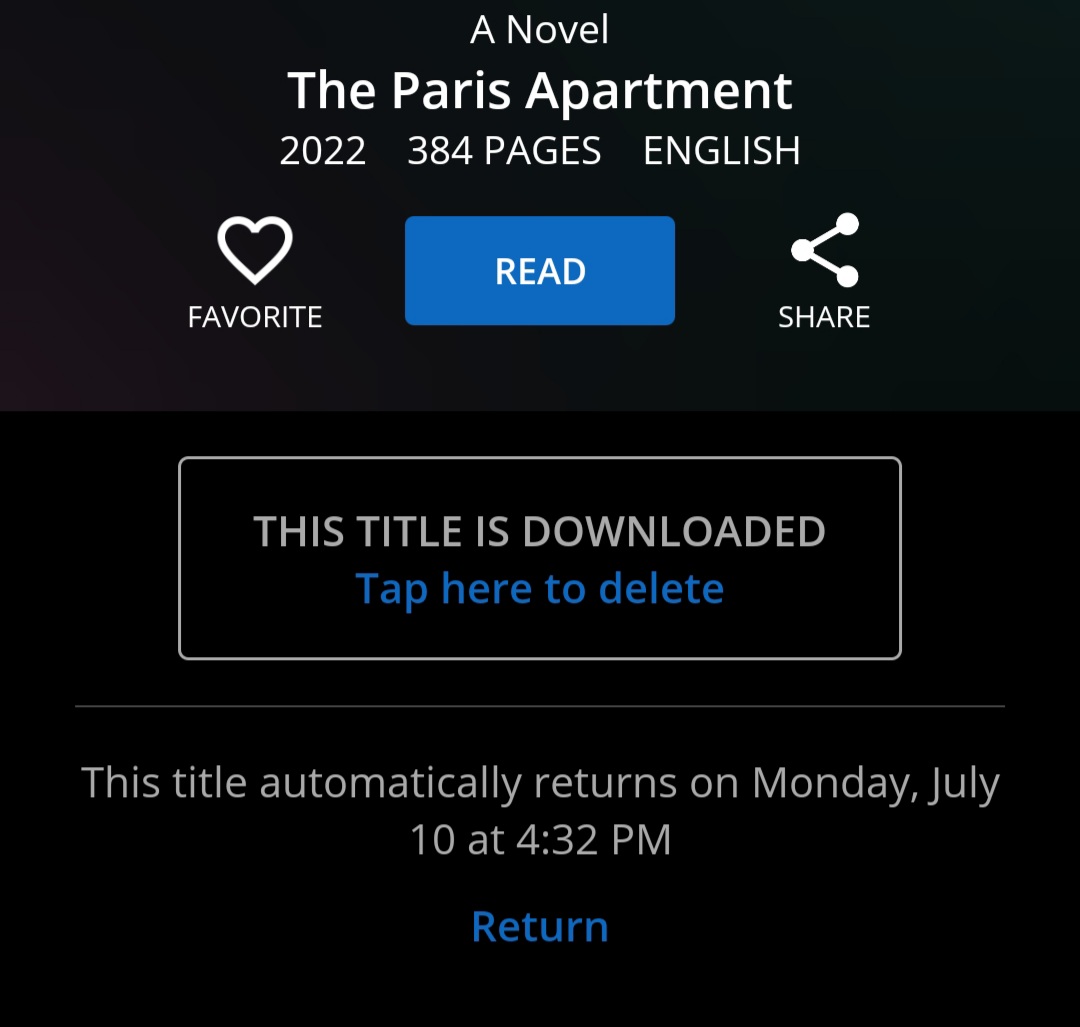 A Novel
The Paris Apartment
2022 384 PAGES ENGLISH
FAVORITE
READ
SHARE
THIS TITLE IS DOWNLOADED
Tap here to delete
This title automatically returns on Monday, July
10 at 4:32 PM
Return